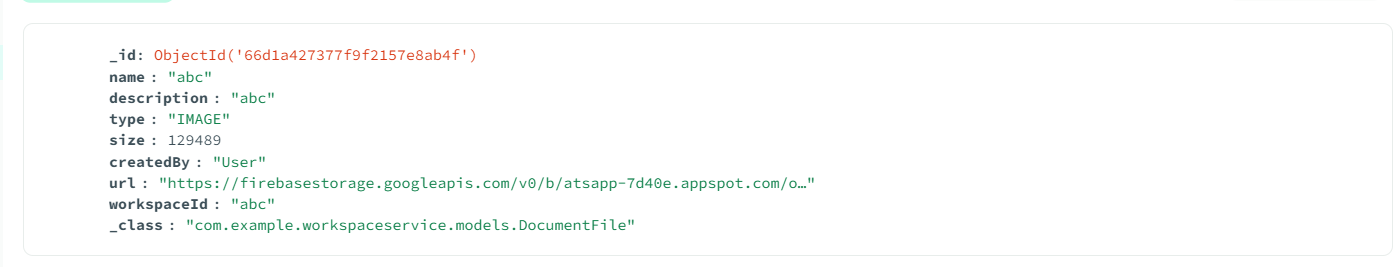 _id: ObjectId('66d1a427377f9f2157e8ab4f')
name : "abc"
description : "abc"
type : "IMAGE"
size : 129489
createdBy : "User"
url : "https://firebasestorage.googleapis.com/v0/b/atsapp-7d40e.appspot.com/o…"
workspaceId : "abc"
_class : "com.example.workspaceservice.models.DocumentFile"